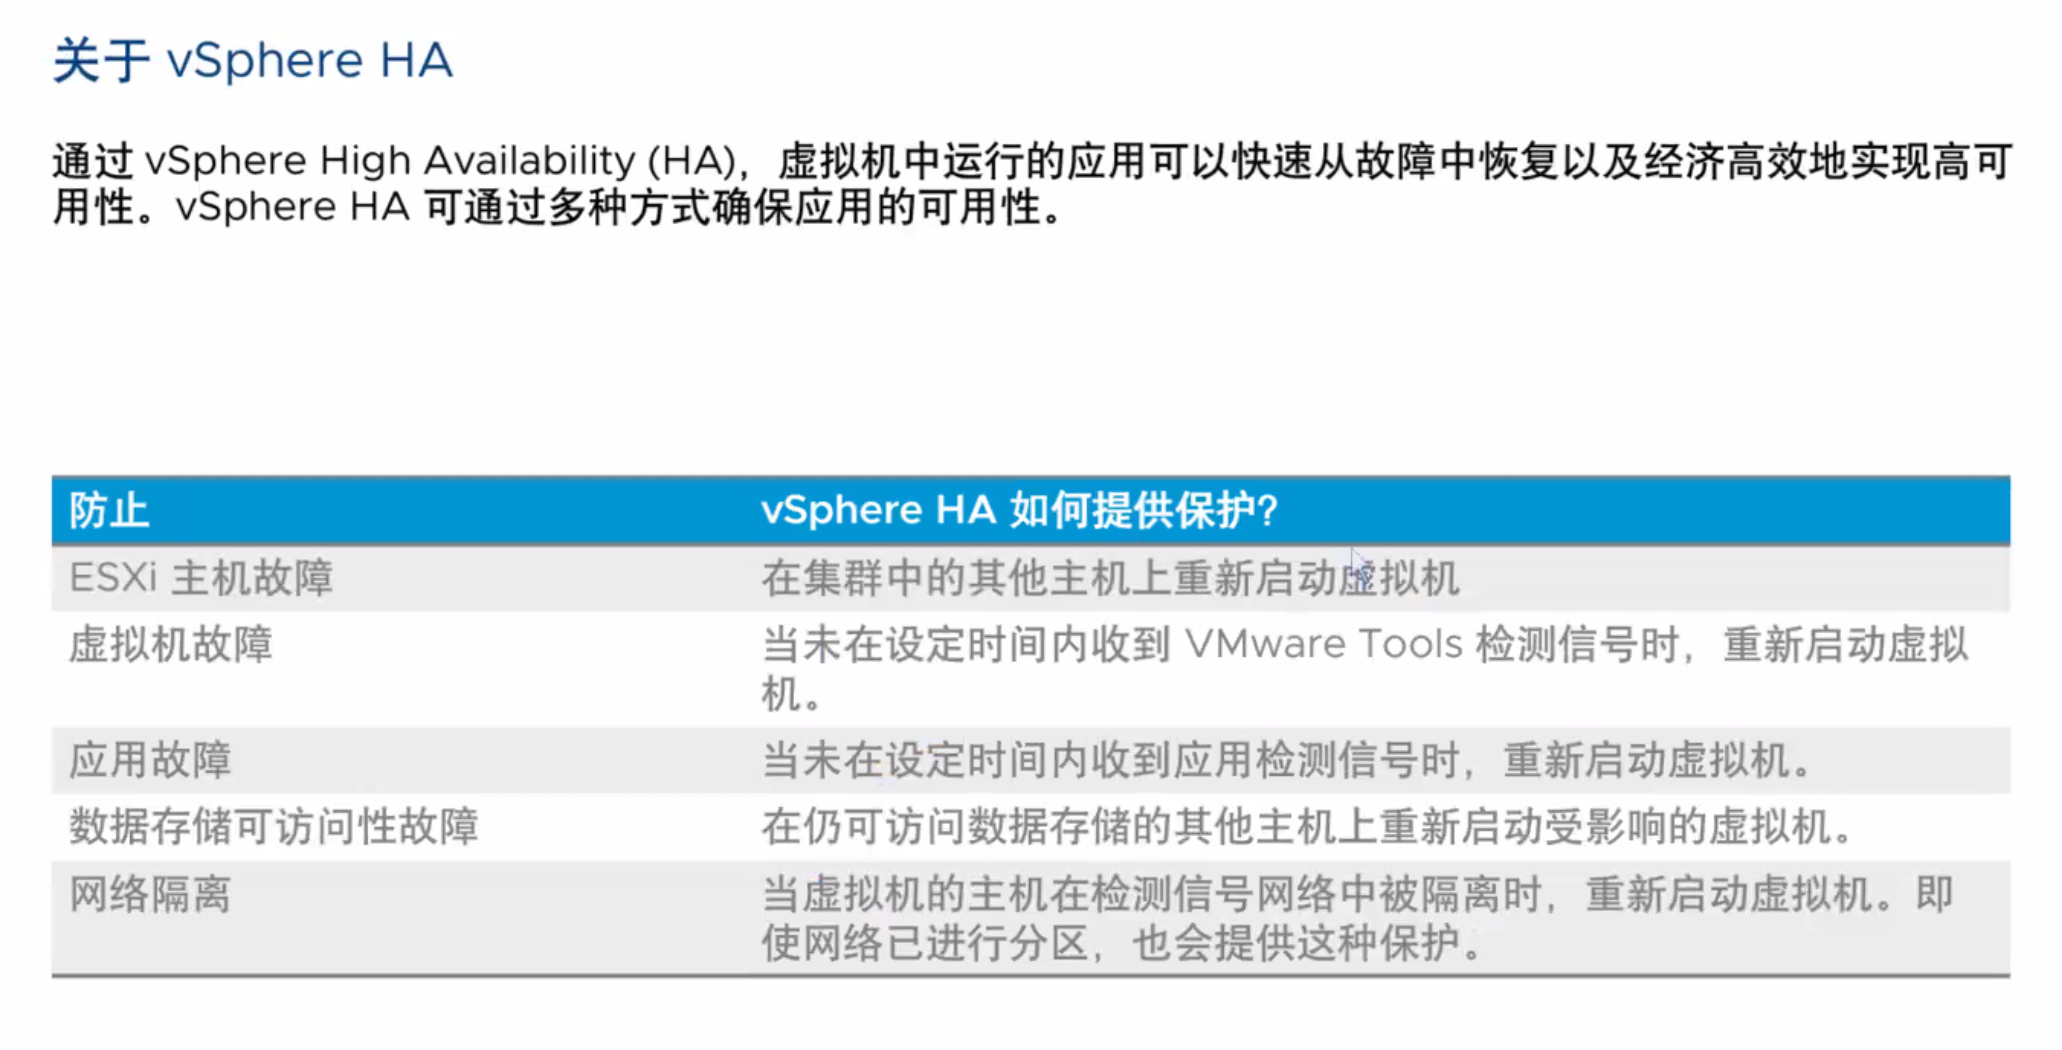 关于 vSphere HA
通过 vSphere High Availability (HA)，虚拟机中运行的应用可以快速从故障中恢复以及经济高效地实现高可
用性。vSphere HA 可通过多种方式确保应用的可用性。
防止 vSphere HA 如何提供保护?
ESXi 主机故障 在集群中的其他主机上重新启动虚拟机
虚拟机故障 当未在设定时间内收到 VMware Tools 检测信号时，重新启动虚拟
机。
应用故障 当未在设定时间内收到应用检测信号时，重新启动虚拟机。
数据存储可访问性故障 在仍可访问数据存储的其他主机上重新启动受影响的虚拟机。
网络隔离 当虚拟机的主机在检测信号网络中被隔离时，重新启动虚拟机。即
使网络已进行分区，也会提供这种保护。